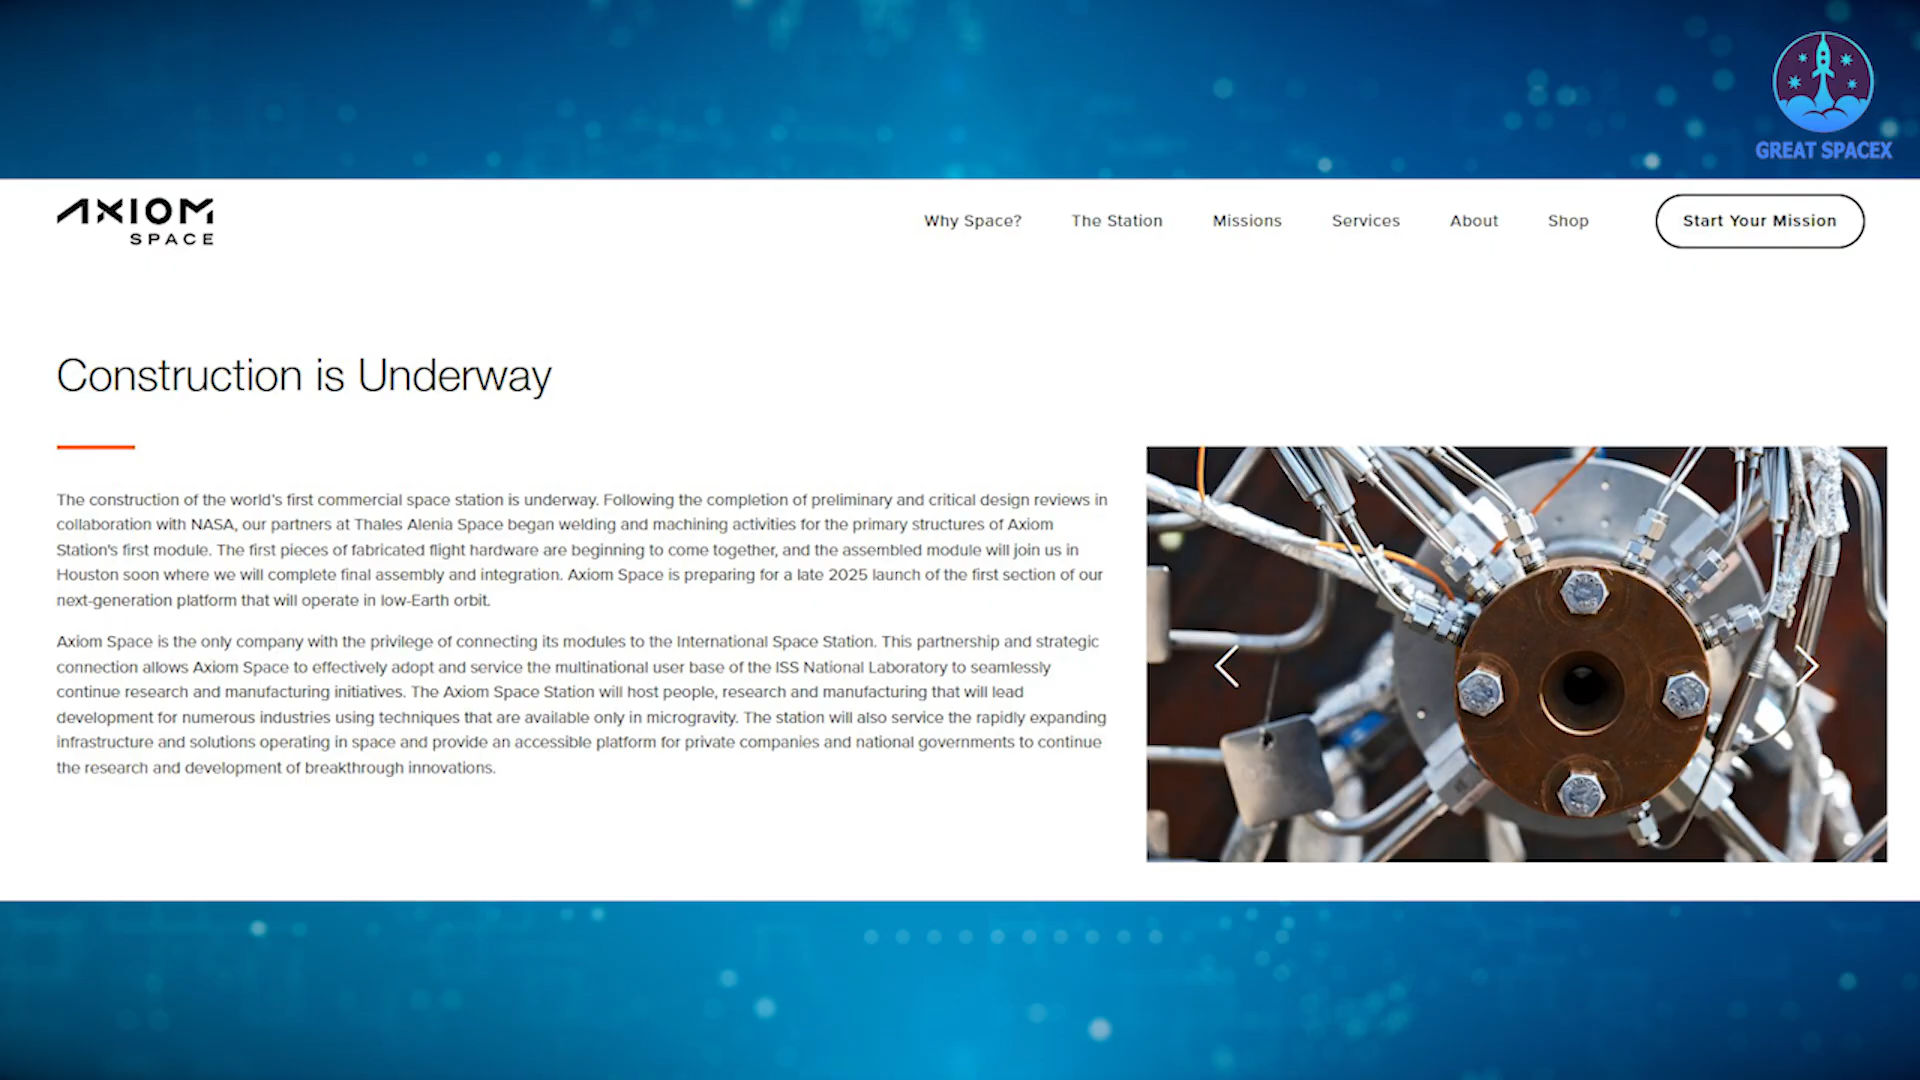 GREAT SPACEX
AXIOM
SPACE
Why Space?
The Station
Missions
Services
About
Shop
Start Your Mission
Construction is Underway
The construction of the world's first commercial space station is underway. Following the completion of preliminary and critical design reviews in
collaboration with NASA, our partners at Thales Alenia Space began welding and machining activities for the primary structures of Axiom
Station's first module. The first pieces of fabricated flight hardware are beginning to come together, and the assembled module will join us in
Houston soon where we will complete final assembly and integration. Axiom Space is preparing for a late 2025 launch of the first section of our
next-generation platform that will operate in low-Earth orbit.
Axiom Space is the only company with the privilege of connecting its modules to the International Space Station. This partnership and strategic
connection allows Axiom Space to effectively adopt and service the multinational user base of the ISS National Laboratory to seamlessly
continue research and manufacturing initiatives. The Axiom Space Station will host people, research and manufacturing that will lead
development for numerous industries using techniques that are available only in microgravity. The station will also service the rapidly expanding
infrastructure and solutions operating in space and provide an accessible platform for private companies and national governments to continue
the research and development of breakthrough innovations.